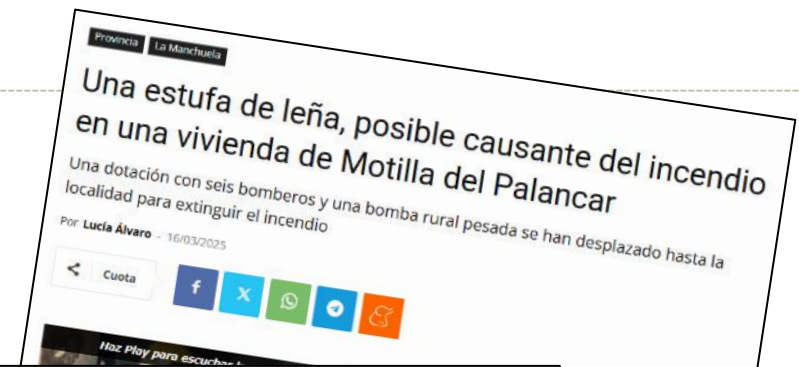 Provincia La Manchuela
Una estufa de leña, posible causante del incendio
en una vivienda de Motilla del Palancar
Una dotación con seis bomberos y una bomba rural pesada se han desplazado hasta la
localidad para extinguir el incendio
Por Lucía Álvaro - 16/03/2025
Cuota
Haz Play para escuchar